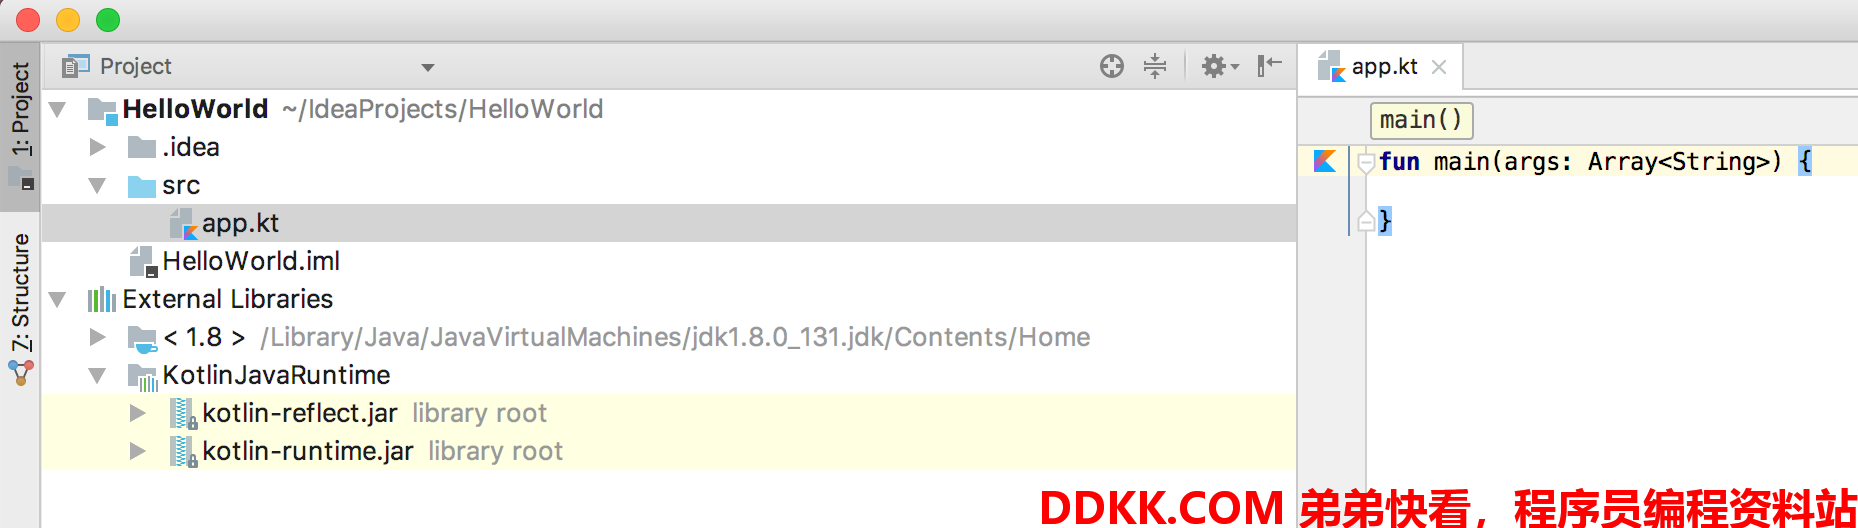 1: Project
7: Structure
Project
HelloWorld ~/IdeaProjects/HelloWorld
.idea
src
app.kt
HelloWorld.iml
External Libraries
< 1.8 > /Library/Java/JavaVirtualMachines/jdk1.8.0_131.jdk/Contents/Home
KotlinJavaRuntime
kotlin-reflect.jar library root
kotlin-runtime.jar library root
app.kt
main()
fun main(args: Array<String>) {
}
DDKK.COM 弟弟快看，程序员编程资料站